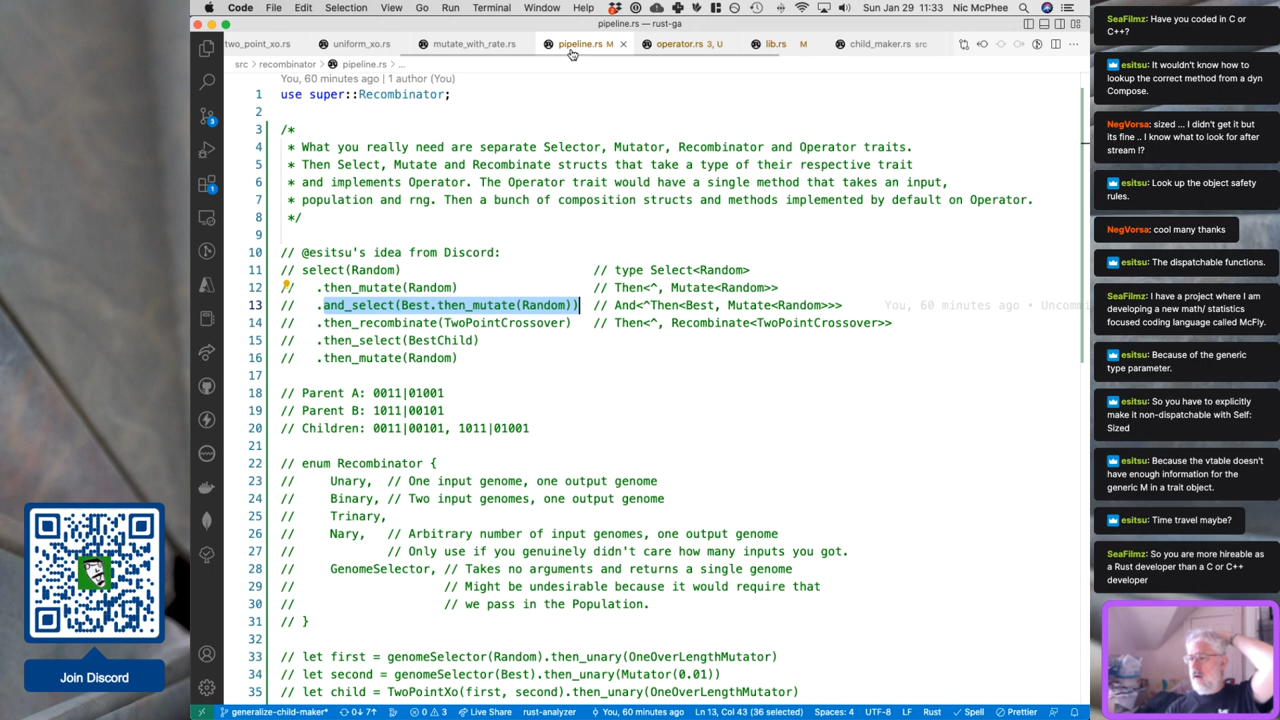 Code File Edit Selection View Go Run Terminal Window Help Sun Jan 29 11:33 Nic McPhee
pipeline.rs — rust-ga
two_point_xo.rs uniform_xo.rs mutate_with_rate.rs pipeline.rs M operator.rs 3, U lib.rs M child_maker.rs src
src > recombinator > pipeline.rs > ...
You, 60 minutes ago | 1 author (You)
1 use super::Recombinator;
2
3 /*
4 * What you really need are separate Selector, Mutator, Recombinator and Operator traits.
5 * Then Select, Mutate and Recombinate structs that take a type of their respective trait
6 * and implements Operator. The Operator trait would have a single method that takes an input,
7 * population and rng. Then a bunch of composition structs and methods implemented by default on Operator.
8 */
9
10 // @esitsu's idea from Discord:
11 // select(Random) // type Select<Random>
12 // .then_mutate(Random) // Then<^, Mutate<Random>>
13 // .and_select(Best.then_mutate(Random)) // And<^Then<Best, Mutate<Random>>> You, 60 minutes ago • Uncomm
14 // .then_recombinate(TwoPointCrossover) // Then<^, Recombinate<TwoPointCrossover>>
15 // .then_select(BestChild)
16 // .then_mutate(Random)
17
18 // Parent A: 0011|01001
19 // Parent B: 1011|00101
20 // Children: 0011|00101, 1011|01001
21
22 // enum Recombinator {
23 // Unary, // One input genome, one output genome
24 // Binary, // Two input genomes, one output genome
25 // Trinary,
26 // Nary, // Arbitrary number of input genomes, one output genome
27 // // Only use if you genuinely didn't care how many inputs you got.
28 // GenomeSelector, // Takes no arguments and returns a single genome
29 // // Might be undesirable because it would require that
30 // // we pass in the Population.
31 // }
32
33 // let first = genomeSelector(Random).then_unary(OneOverLengthMutator)
34 // let second = genomeSelector(Best).then_unary(Mutator(0.01))
35 // let child = TwoPointXo(first, second).then_unary(OneOverLengthMutator)
generalize-child-maker* 0↓ 7↑ 0 3 Live Share rust-analyzer You, 60 minutes ago Ln 13, Col 43 (36 selected) Spaces: 4 UTF-8 LF Rust Spell Prettier
3
1
Join Discord
SeaFilmz: Have you coded in C or
C++?
esitsu: It wouldn't know how to
lookup the correct method from a dyn
Compose.
NegVorsa: sized ... I didn't get it but
its fine .. I know what to look for after
stream !?
esitsu: Look up the object safety
rules.
NegVorsa: cool many thanks
esitsu: The dispatchable functions.
SeaFilmz: I have a project where I am
developing a new math/ statistics
focused coding language called McFly.
esitsu: Because of the generic
type parameter.
esitsu: So you have to explicitly
make it non-dispatchable with Self:
Sized
esitsu: Because the vtable doesn't
have enough information for the
generic M in a trait object.
esitsu: Time travel maybe?
SeaFilmz: So you are more hireable as
a Rust developer than a C or C++
developer